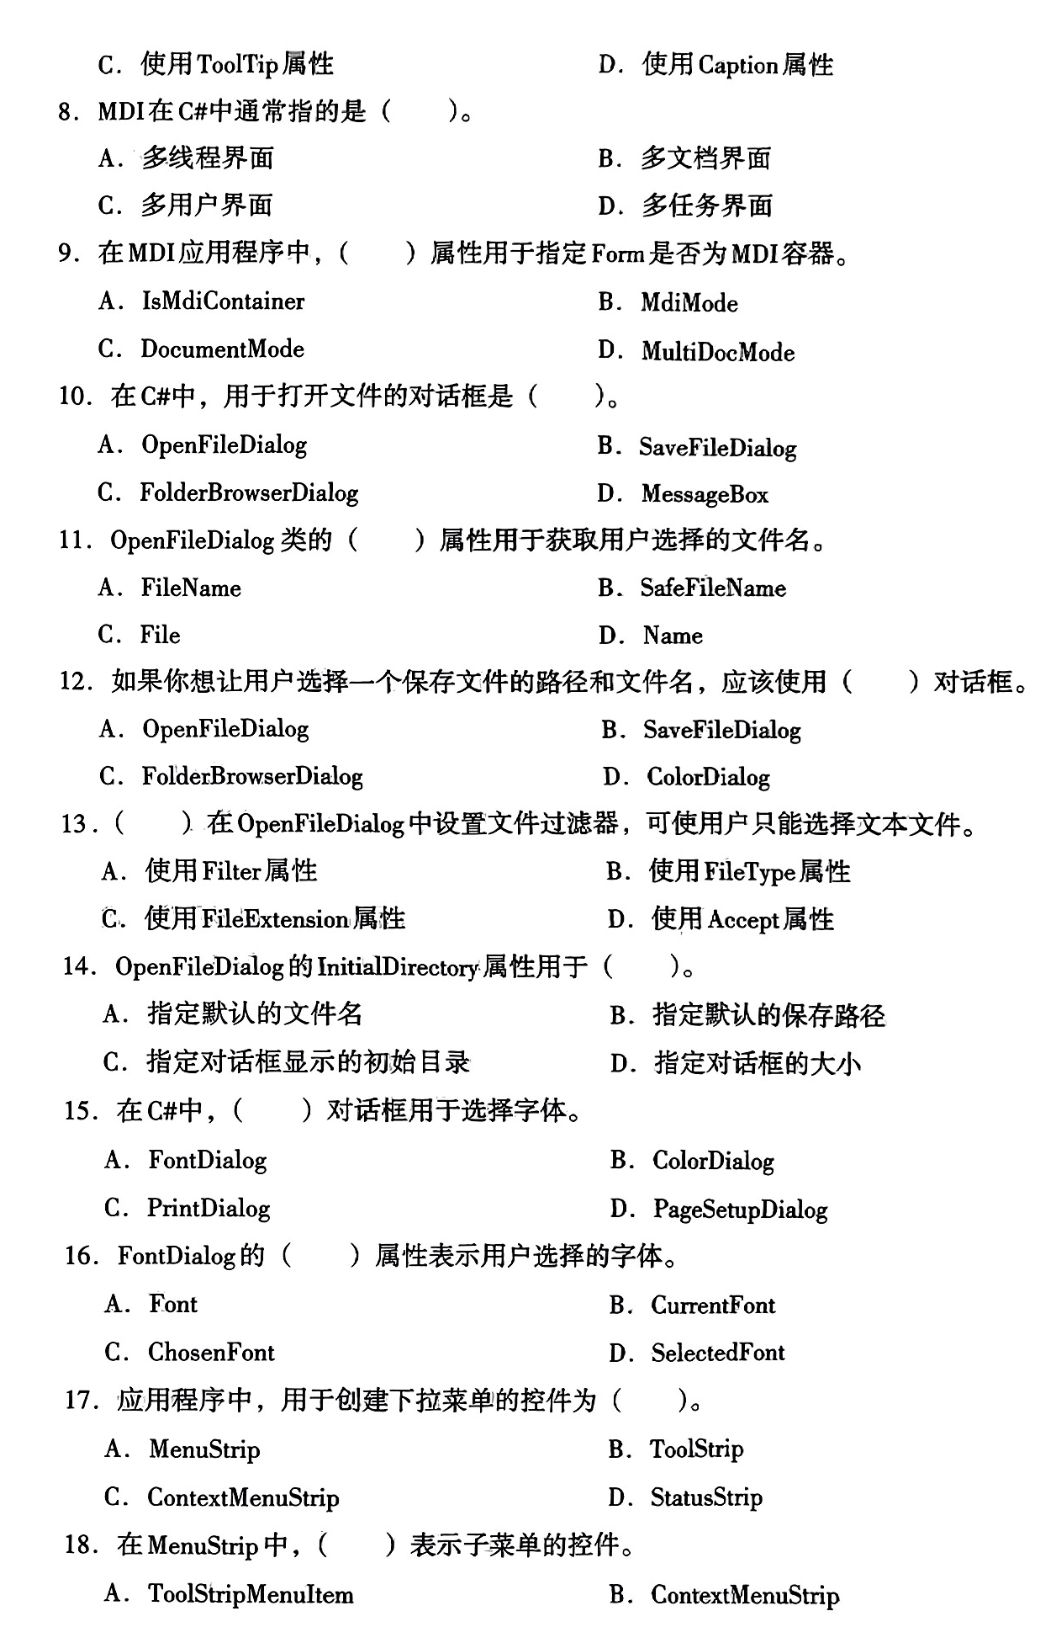 C．使用ToolTip属性 D．使用Caption属性
8．MDI在C#中通常指的是（  ）。
A．多线程界面 B．多文档界面
C．多用户界面 D．多任务界面
9．在MDI应用程序中，（  ）属性用于指定Form是否为MDI容器。
A．IsMdiContainer B．MdiMode
C．DocumentMode D．MultiDocMode
10．在C#中，用于打开文件的对话框是（  ）。
A．OpenFileDialog B．SaveFileDialog
C．FolderBrowserDialog D．MessageBox
11．OpenFileDialog类的（  ）属性用于获取用户选择的文件名。
A．FileName B．SafeFileName
C．File D．Name
12．如果你想让用户选择一个保存文件的路径和文件名，应该使用（  ）对话框。
A．OpenFileDialog B．SaveFileDialog
C．FolderBrowserDialog D．ColorDialog
13．（  ）在OpenFileDialog中设置文件过滤器，可使用户只能选择文本文件。
A．使用Filter属性 B．使用FileType属性
C．使用FileExtension属性 D．使用Accept属性
14．OpenFileDialog的InitialDirectory属性用于（  ）。
A．指定默认的文件名 B．指定默认的保存路径
C．指定对话框显示的初始目录 D．指定对话框的大小
15．在C#中，（  ）对话框用于选择字体。
A．FontDialog B．ColorDialog
C．PrintDialog D．PageSetupDialog
16．FontDialog的（  ）属性表示用户选择的字体。
A．Font B．CurrentFont
C．ChosenFont D．SelectedFont
17．应用程序中，用于创建下拉菜单的控件为（  ）。
A．MenuStrip B．ToolStrip
C．ContextMenuStrip D．StatusStrip
18．在MenuStrip中，（  ）表示子菜单的控件。
A．ToolStripMenuItem B．ContextMenuStrip